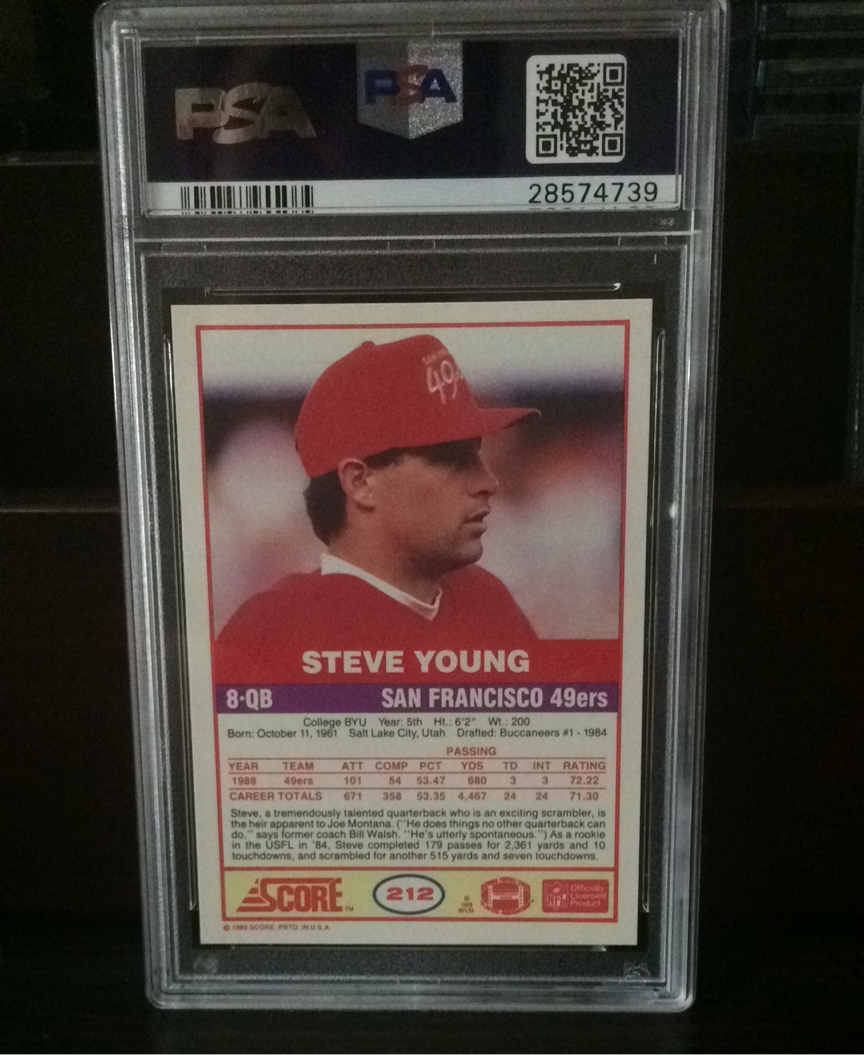 PSA PSA
28574739
49
STEVE YOUNG
8·QB SAN FRANCISCO 49ers
College BYU Year: 5th Ht.: 6'2" Wt.: 200
Born: October 11, 1961 Salt Lake City, Utah Drafted: Buccaneers #1 - 1984
PASSING
YEAR TEAM ATT COMP PCT YDS TD INT RATING
1988 49ers 101 54 53.47 680 3 3 72.22
CAREER TOTALS 671 358 53.35 4,467 24 24 71.30
Steve, a tremendously talented quarterback who is an exciting scrambler, is
the heir apparent to Joe Montana. ("He does things no other quarterback can
do," says former coach Bill Walsh. "He's utterly spontaneous.") As a rookie
in the USFL in '84, Steve completed 179 passes for 2,361 yards and 10
touchdowns, and scrambled for another 515 yards and seven touchdowns.
SCORE™ 212
Officially
Licensed
Product
© 1989 SCORE, PRTD. IN U.S.A.